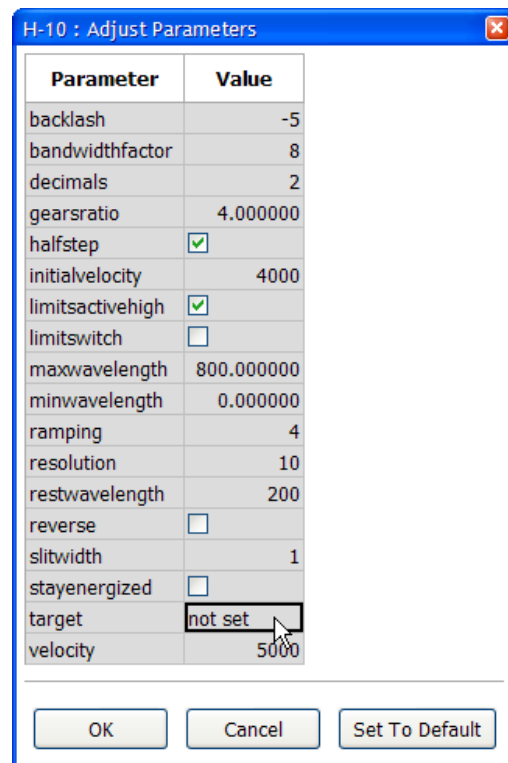 H-10 : Adjust Parameters
Parameter Value
backlash -5
bandwidthfactor 8
decimals 2
gearsratio 4.000000
halfstep
initialvelocity 4000
limitsactivehigh
limitswitch
maxwavelength 800.000000
minwavelength 0.000000
ramping 4
resolution 10
restwavelength 200
reverse
slitwidth 1
stayenergized
target not set
velocity 5000
OK Cancel Set To Default